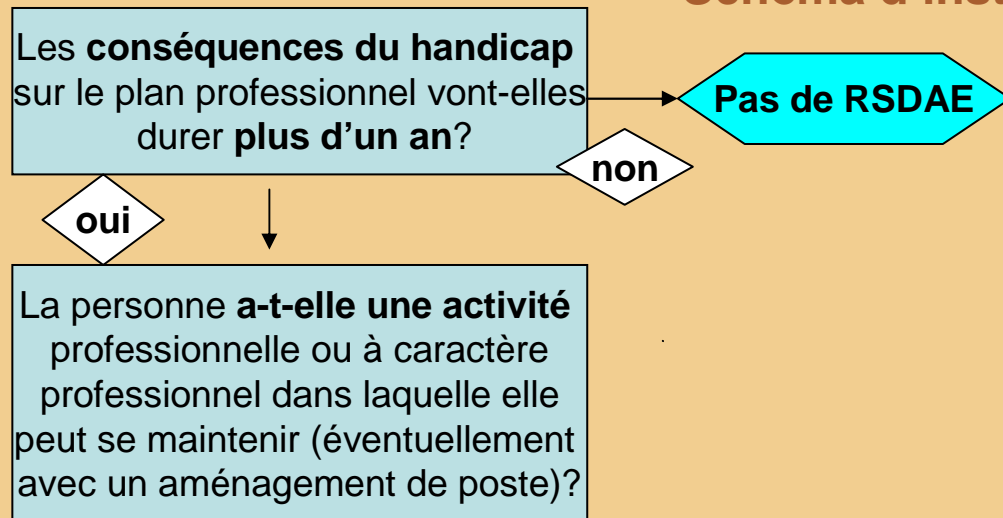 Les conséquences du handicap
sur le plan professionnel vont-elles
durer plus d'un an?
Pas de RSDAE
non
oui
La personne a-t-elle une activité
professionnelle ou à caractère
professionnel dans laquelle elle
peut se maintenir (éventuellement
avec un aménagement de poste)?